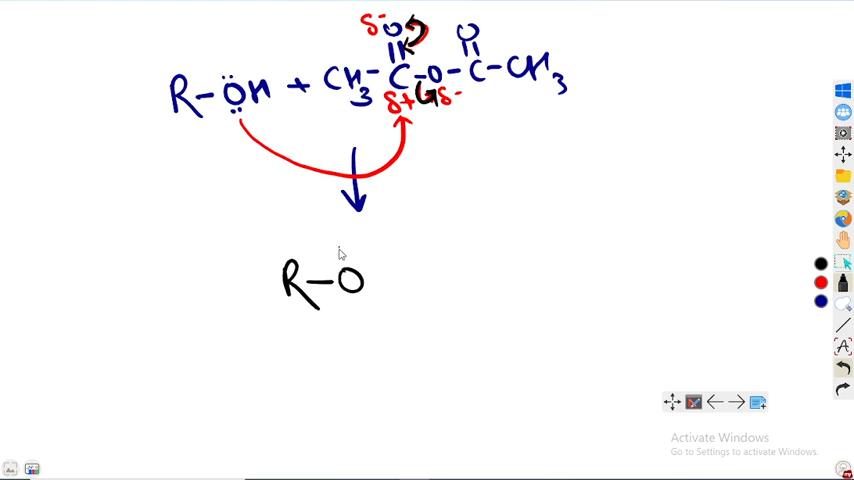 δ- O O
|| ||
R-ÖH + CH3-C-O-C-CH3
δ+ δ-
R-O
Activate Windows
Go to Settings to activate Windows.